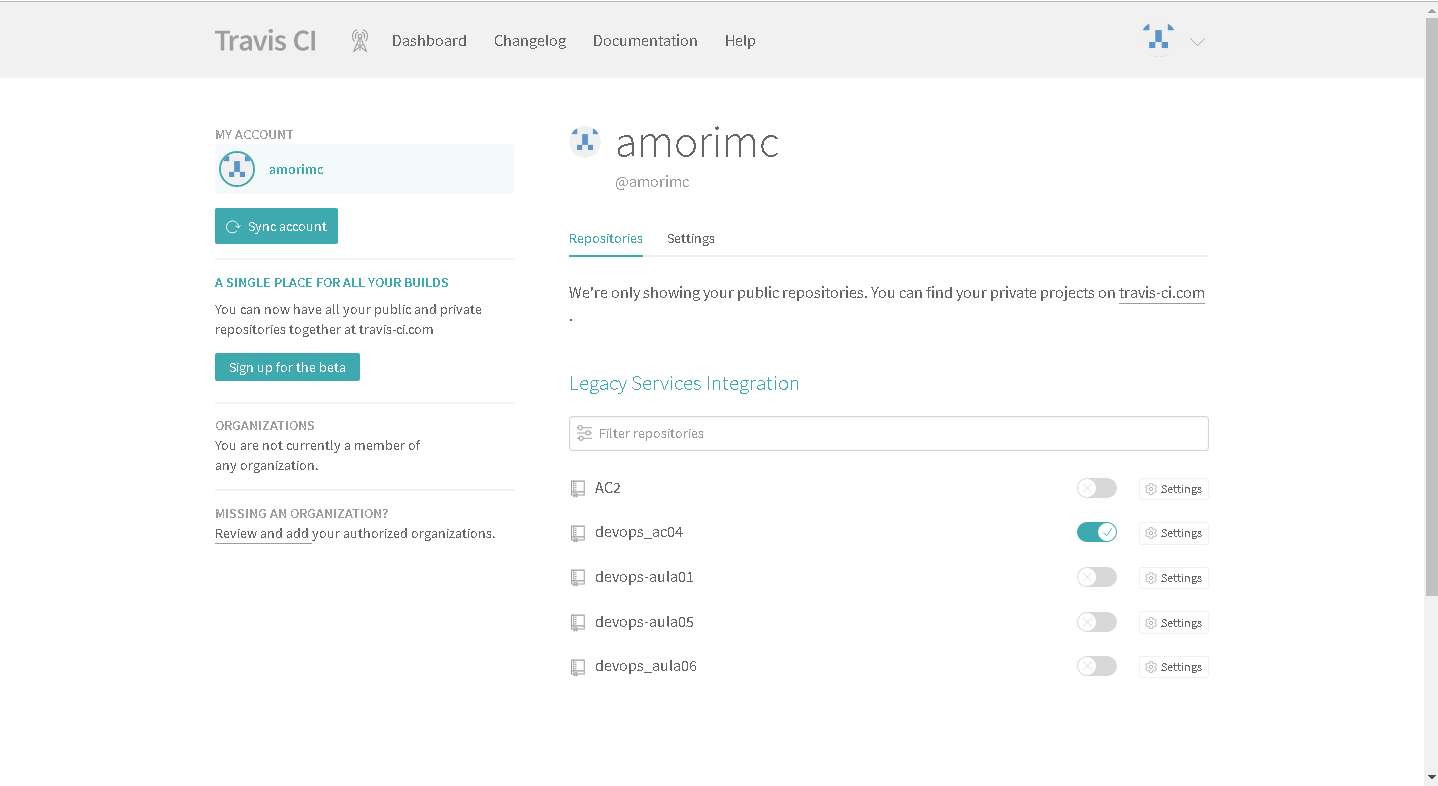 Travis CI
Dashboard
Changelog
Documentation
Help
MY ACCOUNT
amorimc
Sync account
A SINGLE PLACE FOR ALL YOUR BUILDS
You can now have all your public and private
repositories together at travis-ci.com
Sign up for the beta
ORGANIZATIONS
You are not currently a member of
any organization.
MISSING AN ORGANIZATION?
Review and add your authorized organizations.
amorimc
@amorimc
Repositories
Settings
We're only showing your public repositories. You can find your private projects on travis-ci.com
.
Legacy Services Integration
Filter repositories
AC2
Settings
devops_ac04
Settings
devops-aula01
Settings
devops-aula05
Settings
devops_aula06
Settings